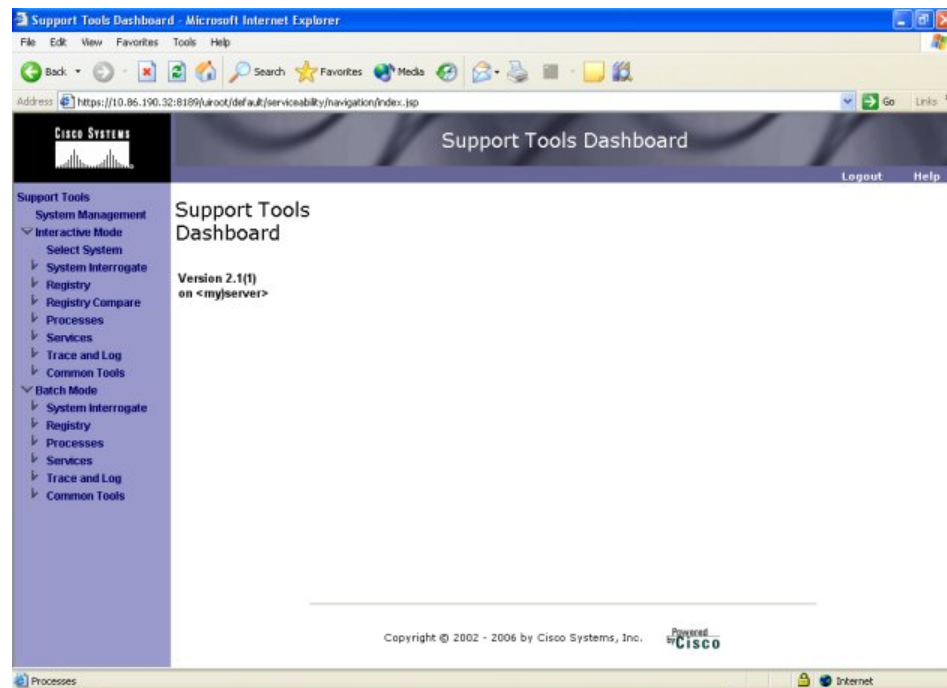 Support Tools Dashboard - Microsoft Internet Explorer
File Edit View Favorites Tools Help
Back Search Favorites Media
Address https://10.86.190.32:8189/uiroot/default/serviceability/navigation/index.jsp Go Links
CISCO SYSTEMS
Support Tools Dashboard
Logout Help
Support Tools
System Management
Interactive Mode
Select System
System Interrogate
Registry
Registry Compare
Processes
Services
Trace and Log
Common Tools
Batch Mode
System Interrogate
Registry
Processes
Services
Trace and Log
Common Tools
Support Tools
Dashboard
Version 2.1(1)
on <my|server>
Copyright © 2002 - 2006 by Cisco Systems, Inc.
Powered
by CISCO
Processes Internet